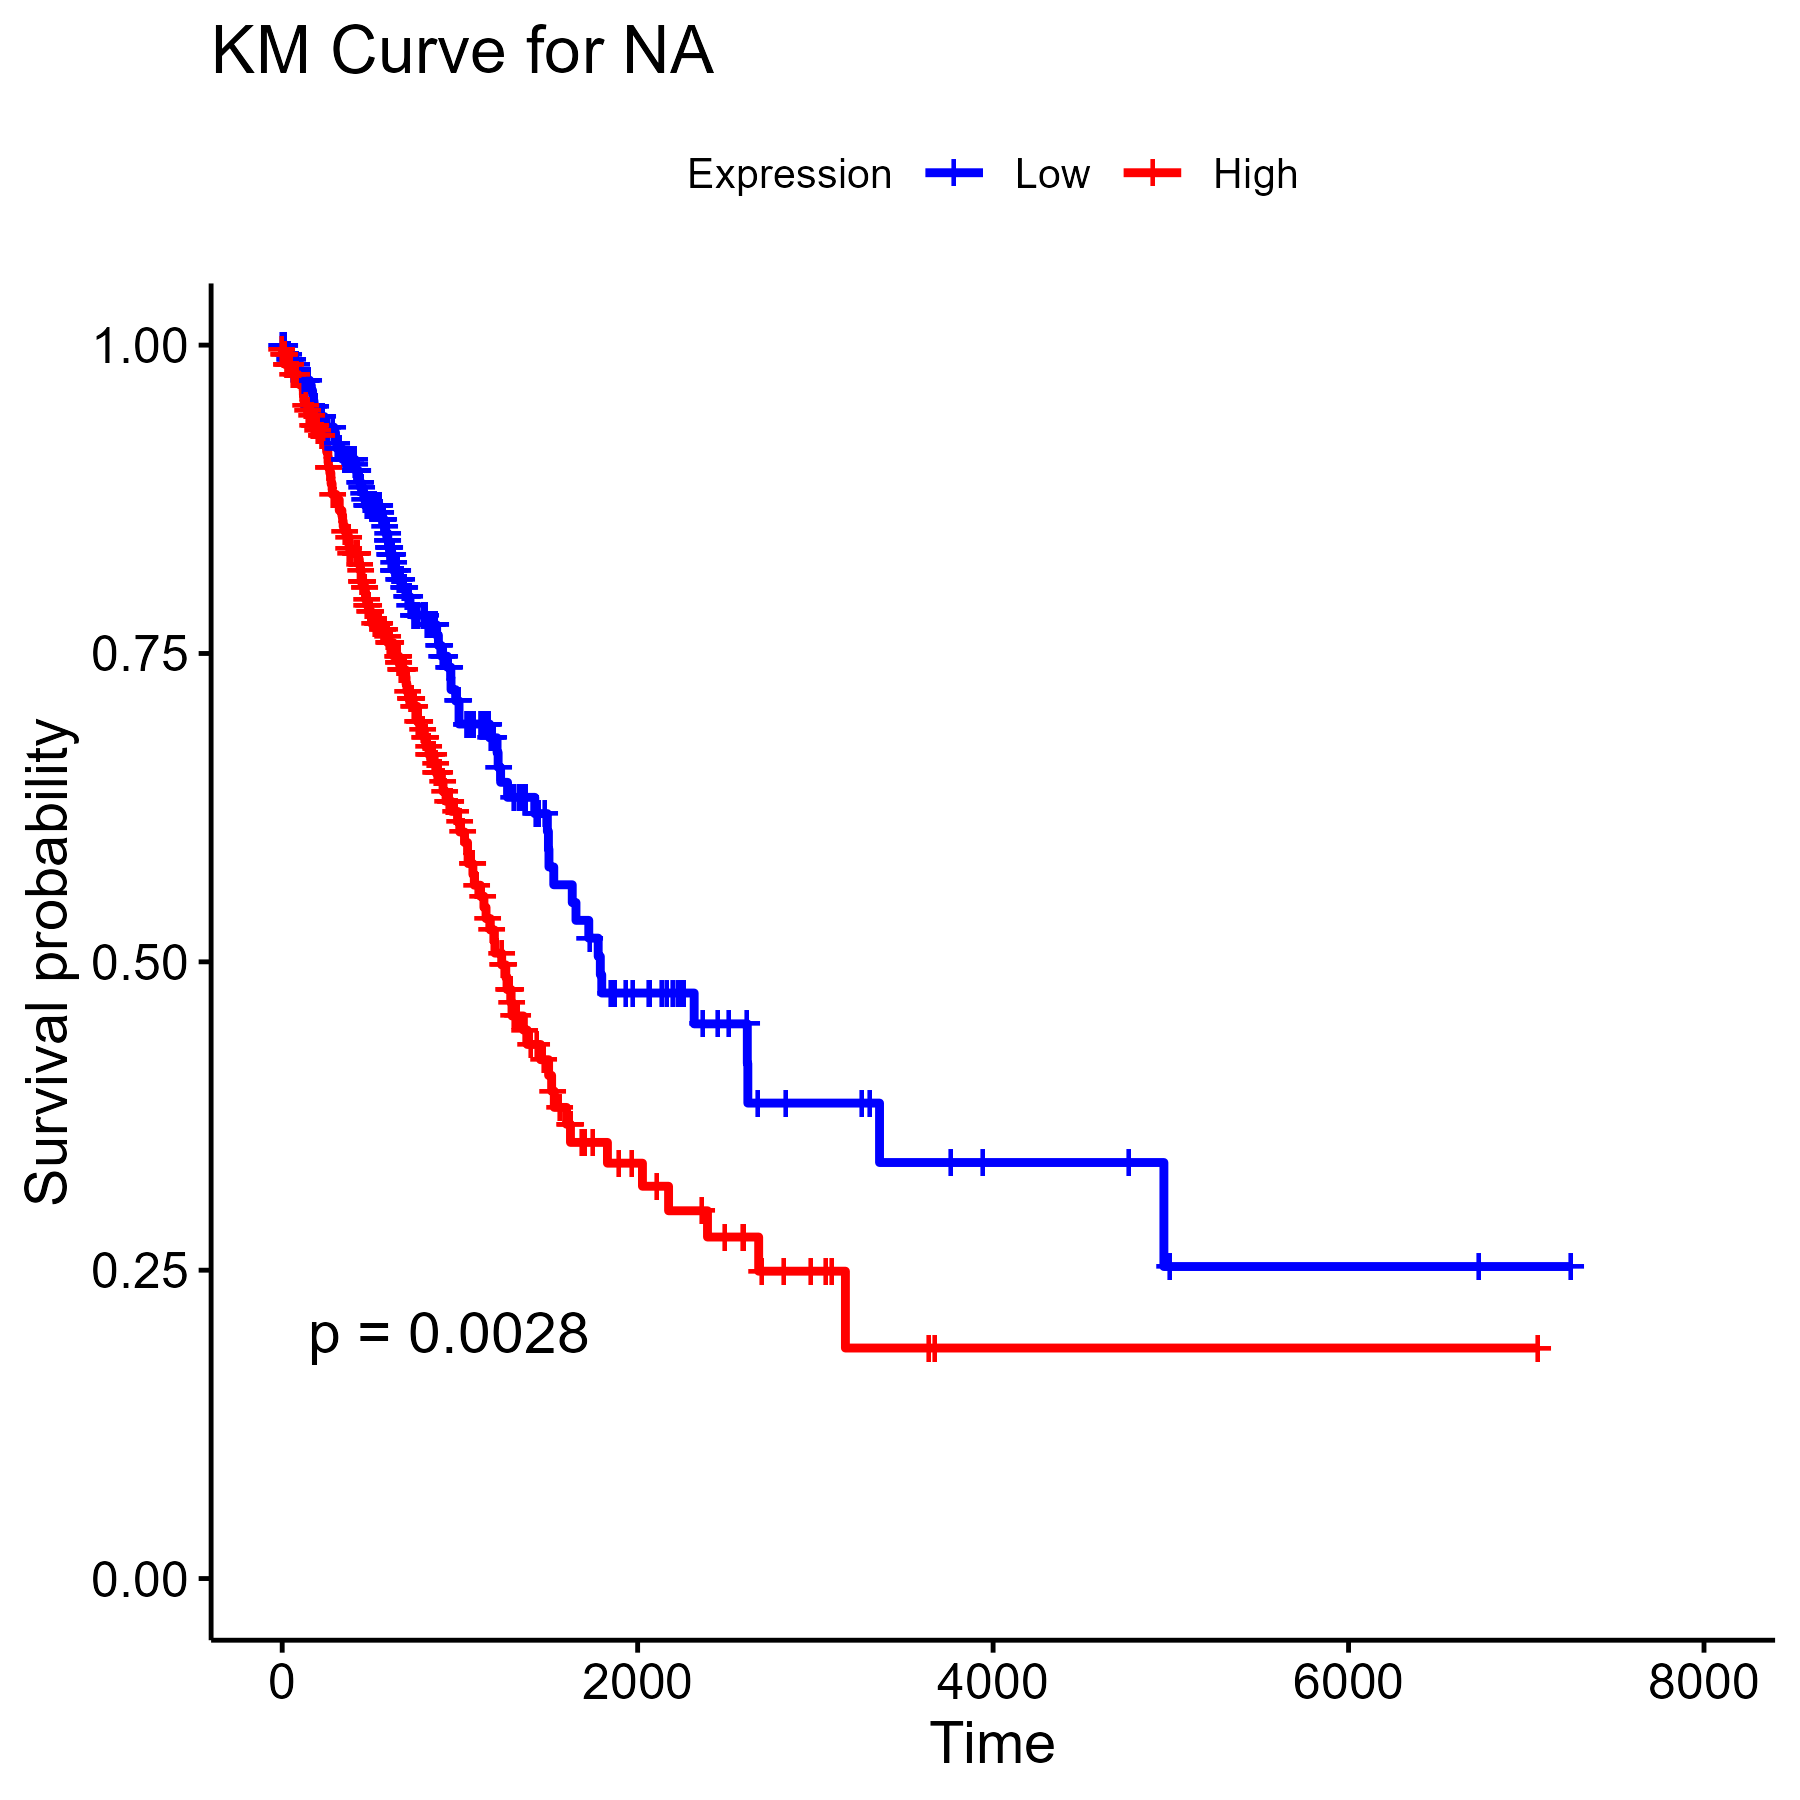 KM Curve for NA
Expression Low High
1.00
0.75
0.50
0.25
0.00
Survival probability
p = 0.0028
0 2000 4000 6000 8000
Time